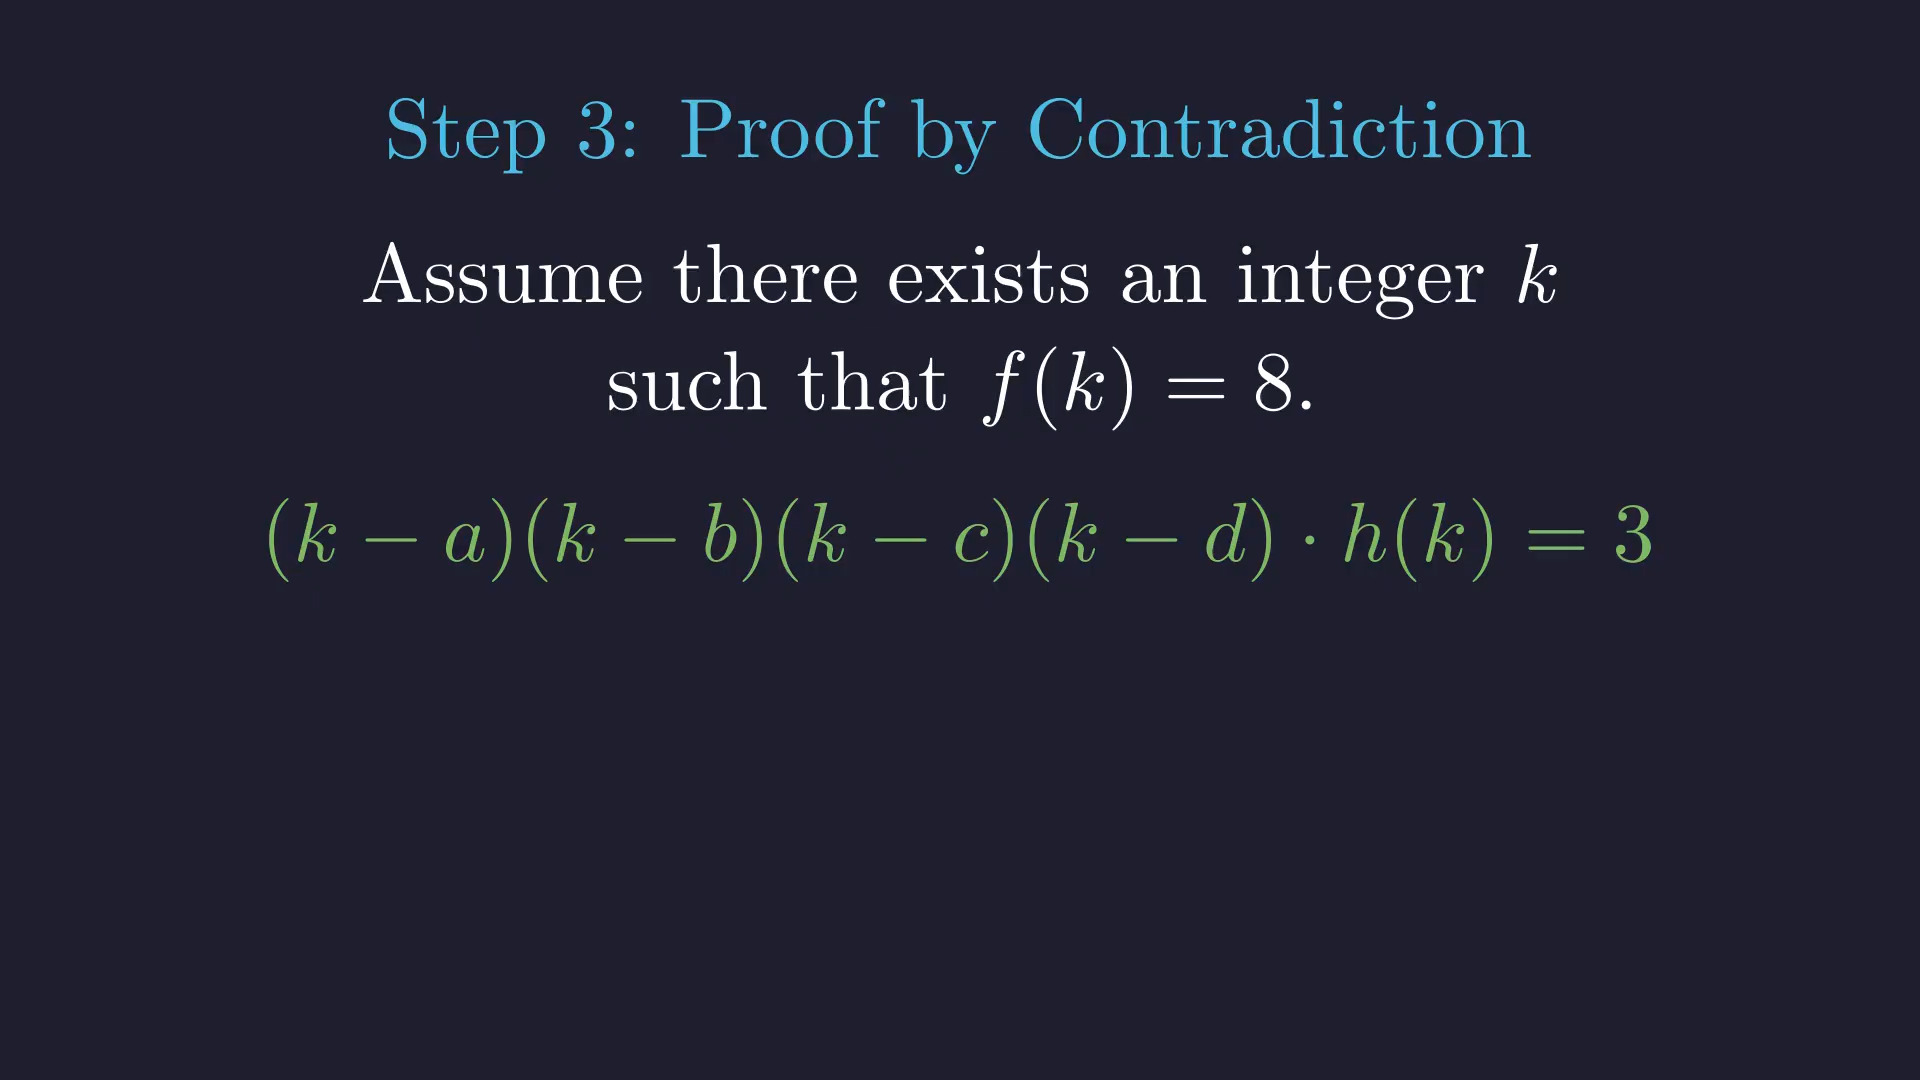 Step 3: Proof by Contradiction
Assume there exists an integer k
such that f(k) = 8.
(k − a)(k − b)(k − c)(k − d) · h(k) = 3